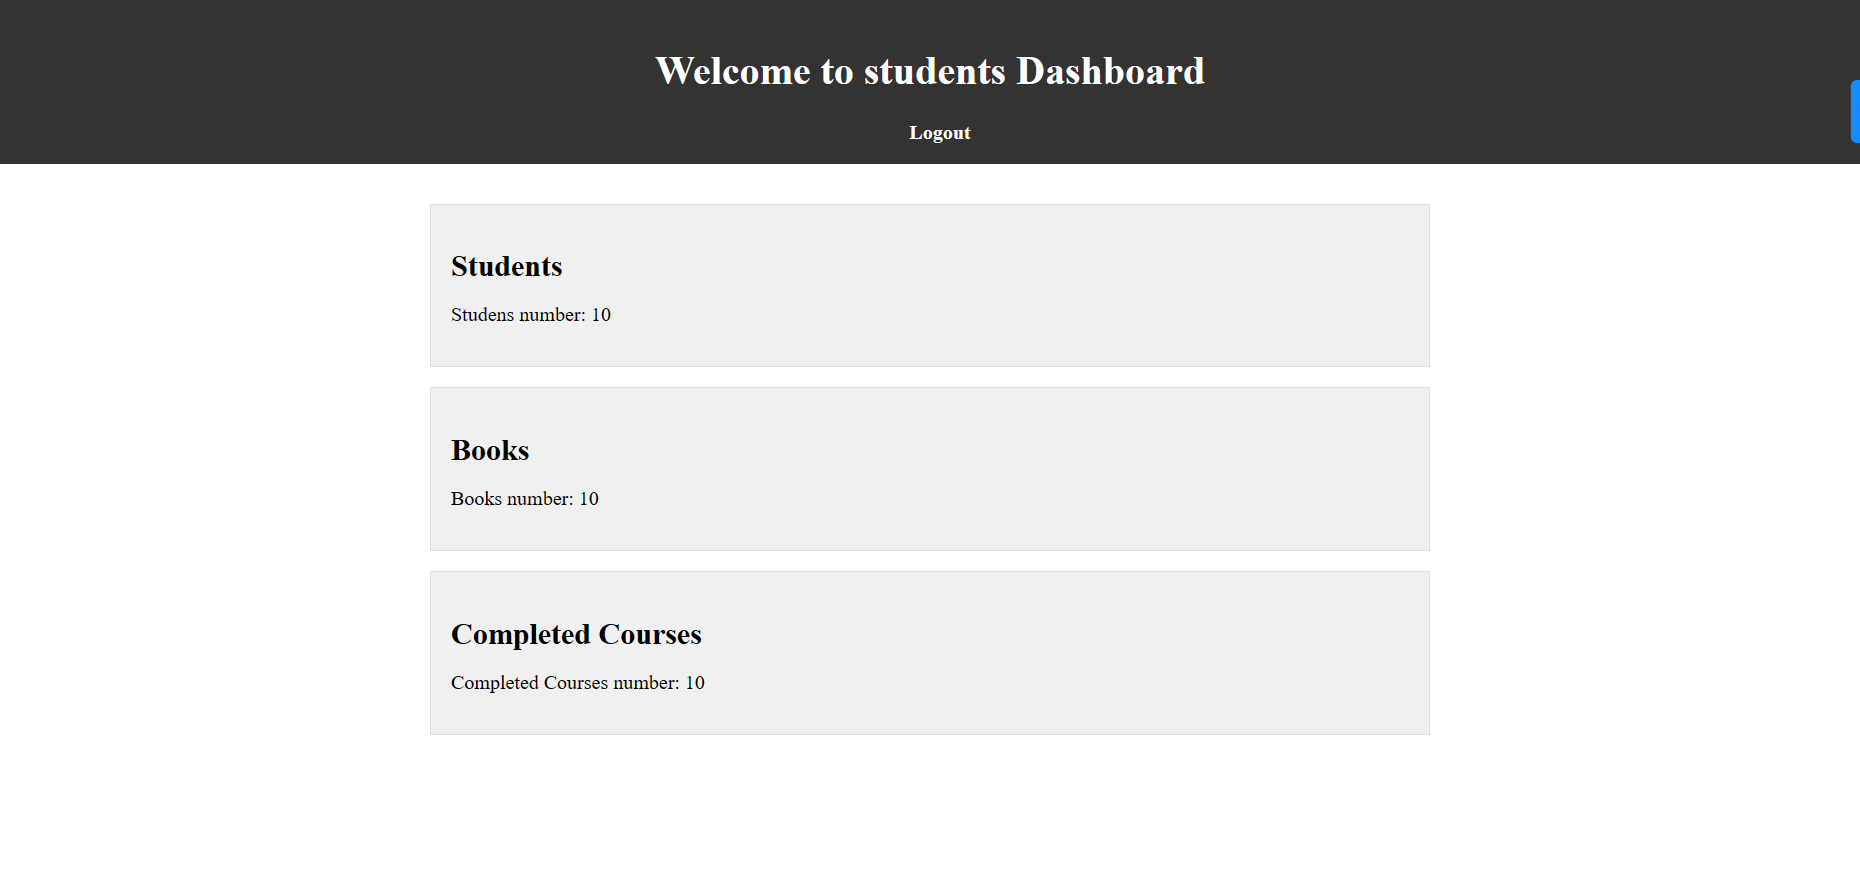 Welcome to students Dashboard
Logout
Students
Studens number: 10
Books
Books number: 10
Completed Courses
Completed Courses number: 10